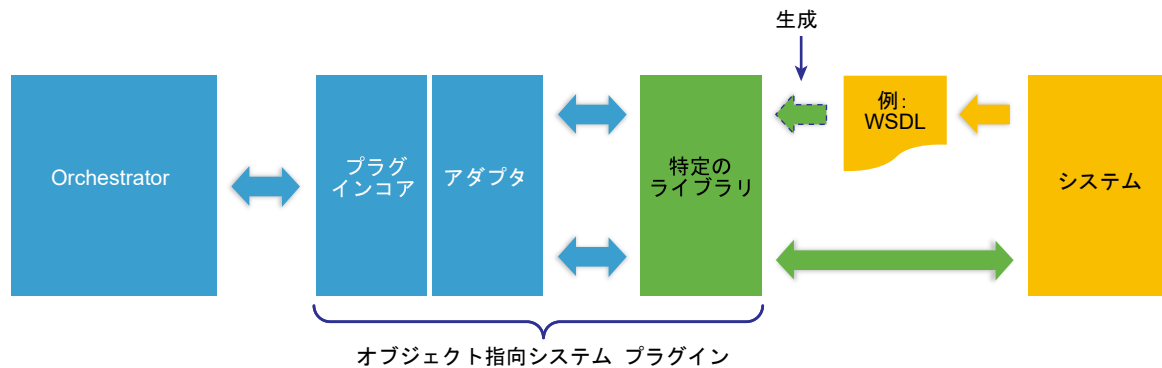 生成
例:
WSDL
Orchestrator
プラグ
インコア
アダプタ
特定の
ライブラリ
システム
オブジェクト指向システム プラグイン